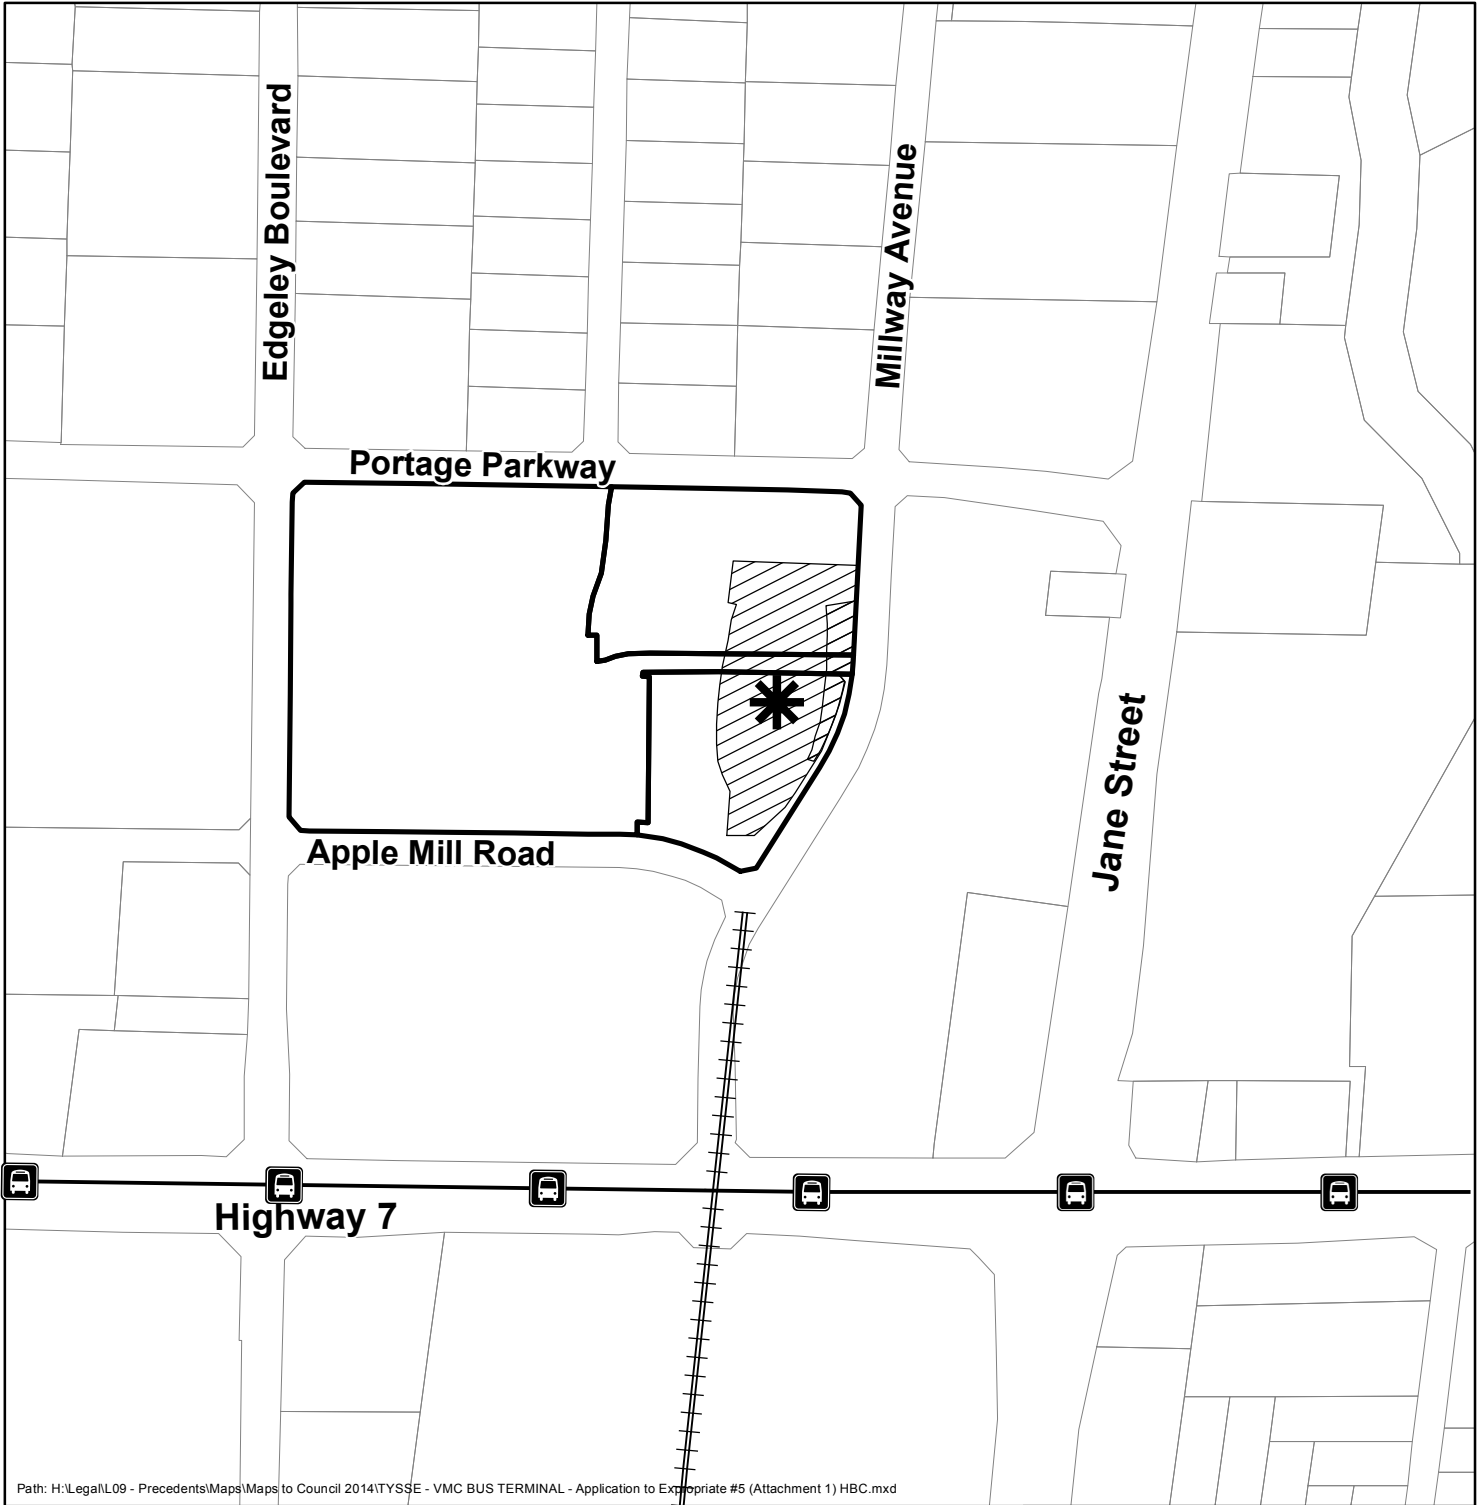 Edgeley Boulevard
Millway Avenue
Portage Parkway
Jane Street
Apple Mill Road
Highway 7
Path: H:\Legal\L09 - Precedents\Maps\Maps to Council 2014\TYSSE - VMC BUS TERMINAL - Application to Expropriate #5 (Attachment 1) HBC.mxd